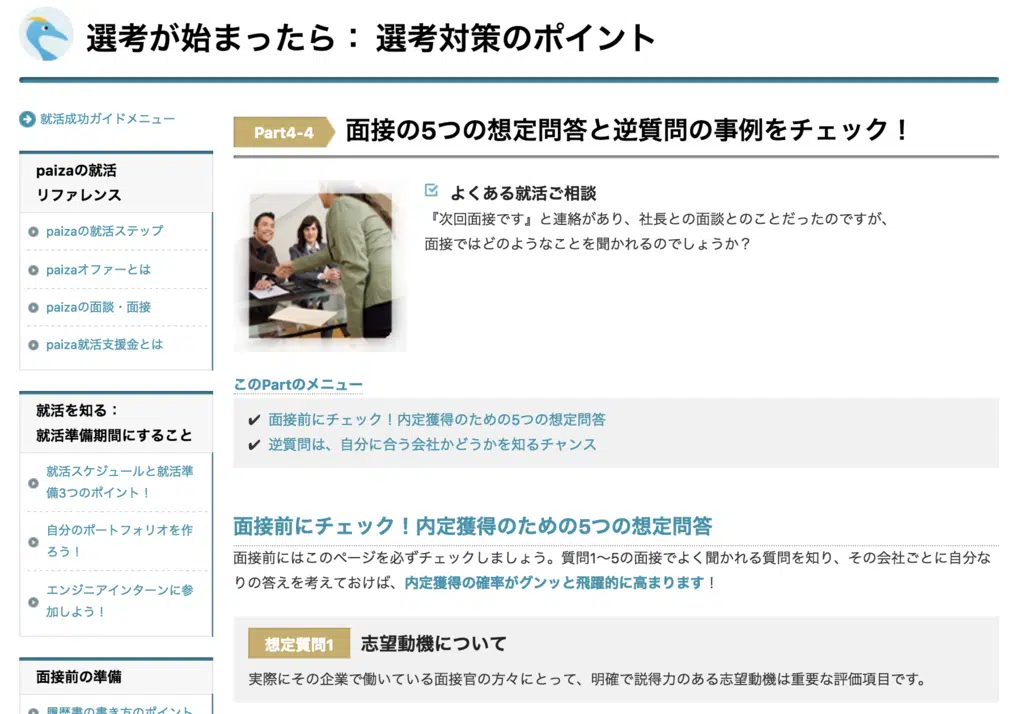 選考が始まったら： 選考対策のポイント
就活成功ガイドメニュー
paizaの就活
リファレンス
paizaの就活ステップ
paizaオファーとは
paizaの面談・面接
paiza就活支援金とは
就活を知る：
就活準備期間にすること
就活スケジュールと就活準
備3つのポイント！
自分のポートフォリオを作
ろう！
エンジニアインターンに参
加しよう！
面接前の準備
履歴書の書き方のポイント
Part4-4 面接の5つの想定問答と逆質問の事例をチェック！
よくある就活ご相談
『次回面接です』と連絡があり、社長との面談とのことだったのですが、
面接ではどのようなことを聞かれるのでしょうか？
このPartのメニュー
✔ 面接前にチェック！内定獲得のための5つの想定問答
✔ 逆質問は、自分に合う会社かどうかを知るチャンス
面接前にチェック！内定獲得のための5つの想定問答
面接前にはこのページを必ずチェックしましょう。質問1〜5の面接でよく聞かれる質問を知り、その会社ごとに自分な
りの答えを考えておけば、内定獲得の確率がグンッと飛躍的に高まります！
想定質問1 志望動機について
実際にその企業で働いている面接官の方々にとって、明確で説得力のある志望動機は重要な評価項目です。